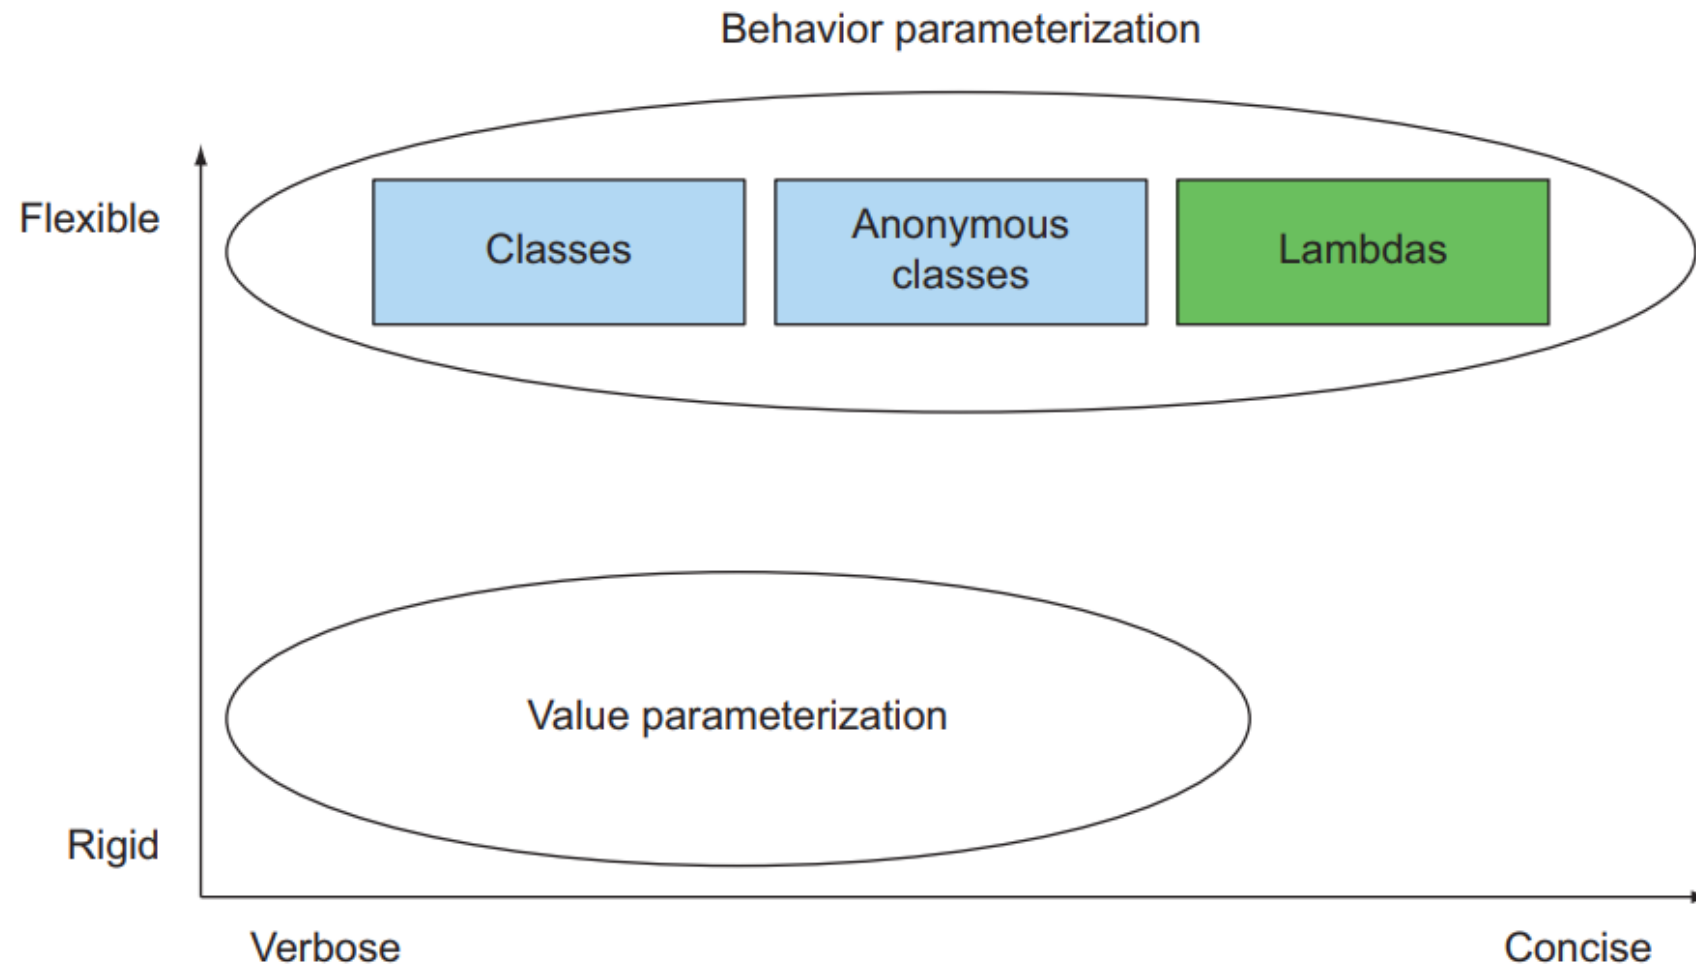 Behavior parameterization
Flexible
Classes
Anonymous
classes
Lambdas
Value parameterization
Rigid
Verbose
Concise